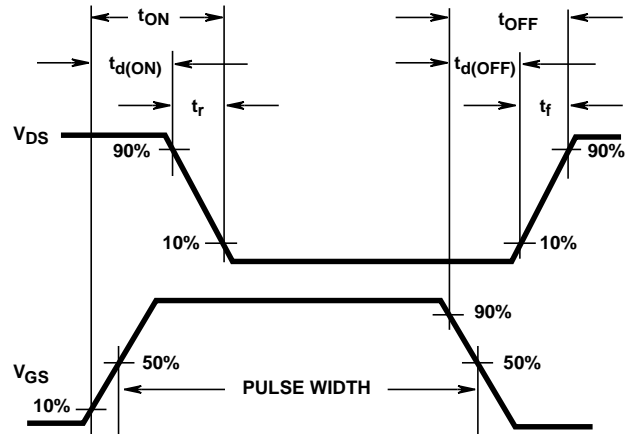 tON
tOFF
td(ON)
td(OFF)
tr
tf
VDS
90%
90%
10%
10%
90%
50%
50%
VGS
PULSE WIDTH
10%